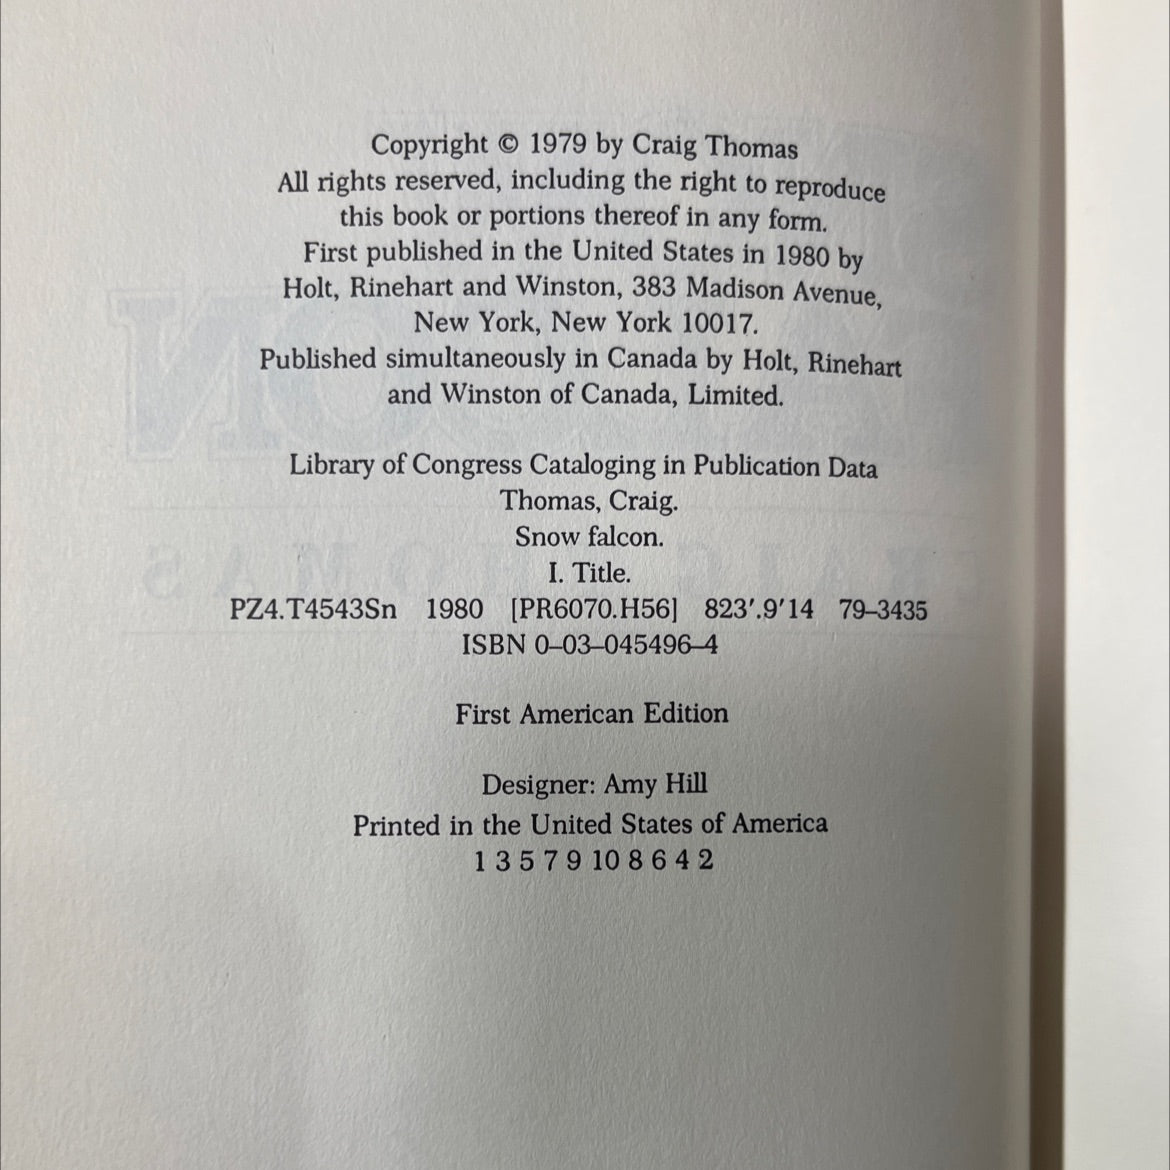 Copyright © 1979 by Craig Thomas
All rights reserved, including the right to reproduce
this book or portions thereof in any form.
First published in the United States in 1980 by
Holt, Rinehart and Winston, 383 Madison Avenue,
New York, New York 10017.
Published simultaneously in Canada by Holt, Rinehart
and Winston of Canada, Limited.
Library of Congress Cataloging in Publication Data
Thomas, Craig.
Snow falcon.
I. Title.
PZ4.T4543Sn 1980 [PR6070.H56] 823′.9′14 79–3435
ISBN 0–03–045496–4
First American Edition
Designer: Amy Hill
Printed in the United States of America
1 3 5 7 9 10 8 6 4 2